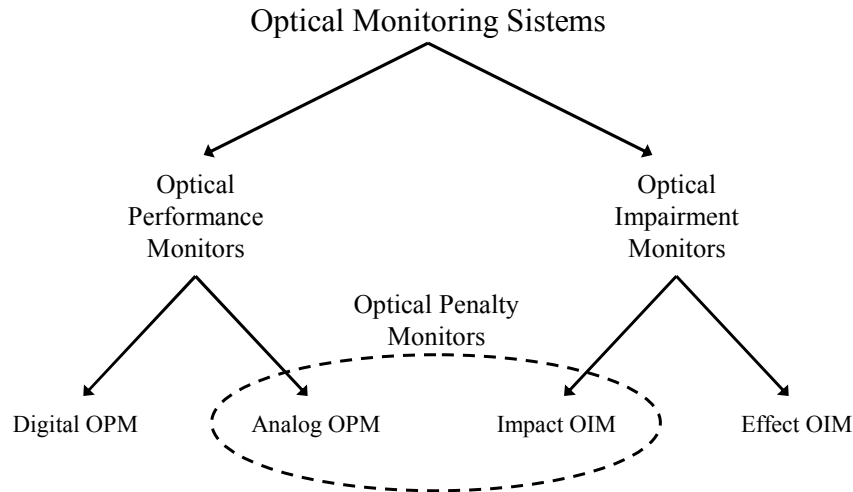 Optical Monitoring Sistems
Optical
Performance
Monitors
Optical
Impairment
Monitors
Optical Penalty
Monitors
Digital OPM
Analog OPM
Impact OIM
Effect OIM